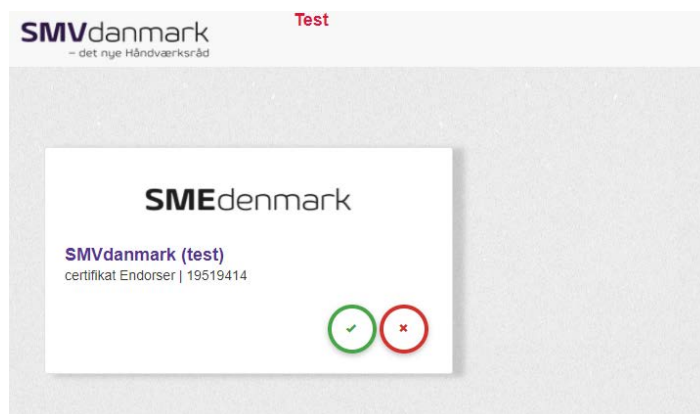 Test
SMVdanmark
– det nye Håndværksråd
SMEdenmark
SMVdanmark (test)
certifikat Endorser | 19519414